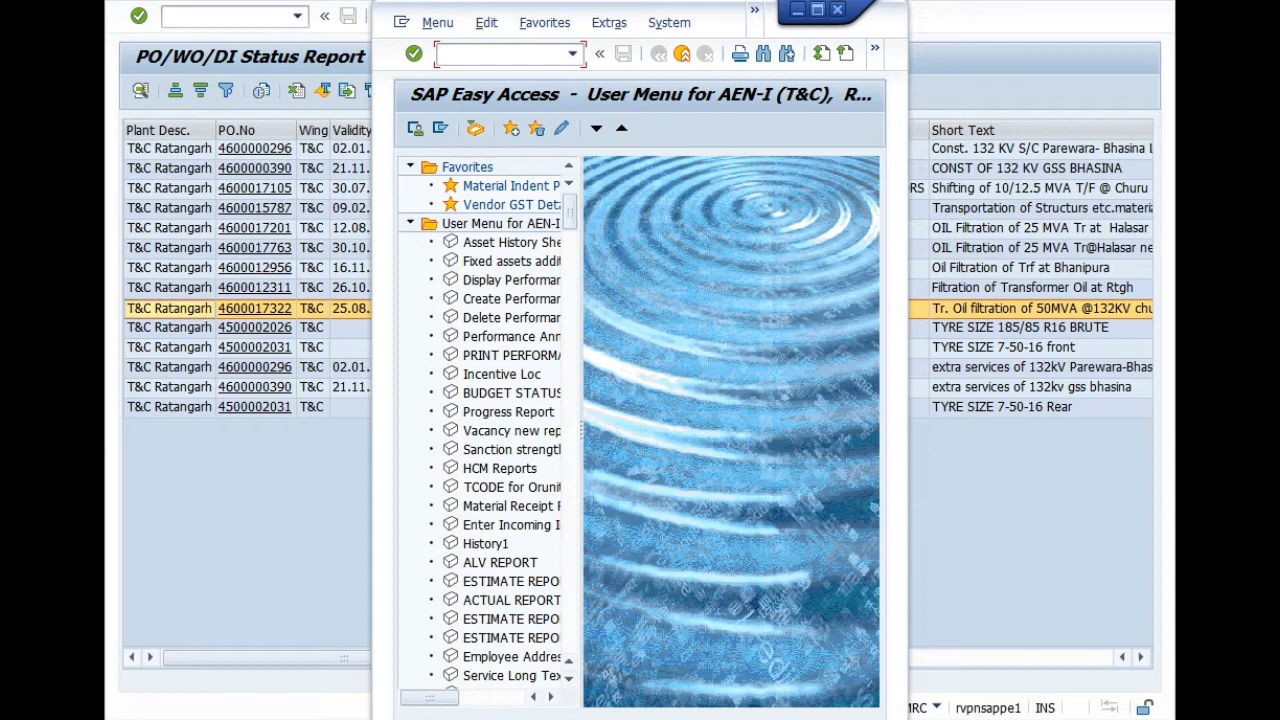 Menu Edit Favorites Extras System
SAP Easy Access - User Menu for AEN-I (T&C), R...
Favorites
Material Indent P
Vendor GST Deta
User Menu for AEN-I
Asset History She
Fixed assets addit
Display Performar
Create Performar
Delete Performar
Performance Ann
PRINT PERFORMA
Incentive Loc
BUDGET STATUS
Progress Report
Vacancy new rep
Sanction strengt
HCM Reports
TCODE for Orunit
Material Receipt F
Enter Incoming I
History1
ALV REPORT
ESTIMATE REPO
ACTUAL REPORT
ESTIMATE REPO
ESTIMATE REPO
Employee Addres
Service Long Tex
PO/WO/DI Status Report
Plant Desc. PO.No Wing Validity Short Text
T&C Ratangarh 4600000296 T&C 02.01. Const. 132 KV S/C Parewara- Bhasina L
T&C Ratangarh 4600000390 T&C 21.11. CONST OF 132 KV GSS BHASINA
T&C Ratangarh 4600017105 T&C 30.07. ORS Shifting of 10/12.5 MVA T/F @ Churu
T&C Ratangarh 4600015787 T&C 09.02. Transportation of Structurs etc.materia
T&C Ratangarh 4600017201 T&C 12.08. OIL Filtration of 25 MVA Tr at Halasar
T&C Ratangarh 4600017763 T&C 30.10. OIL Filtration of 25 MVA Tr@Halasar ne
T&C Ratangarh 4600012956 T&C 16.11. Oil Filtration of Trf at Bhanipura
T&C Ratangarh 4600012311 T&C 26.10. Filtration of Transformer Oil at Rtgh
T&C Ratangarh 4600017322 T&C 25.08. Tr. Oil filtration of 50MVA @132KV chu
T&C Ratangarh 4500002026 T&C TYRE SIZE 185/85 R16 BRUTE
T&C Ratangarh 4500002031 T&C TYRE SIZE 7-50-16 front
T&C Ratangarh 4600000296 T&C 02.01. extra services of 132kV Parewara-Bhas
T&C Ratangarh 4600000390 T&C 21.11. extra services of 132kv gss bhasina
T&C Ratangarh 4500002031 T&C TYRE SIZE 7-50-16 Rear
MRC rvpnsappe1 INS